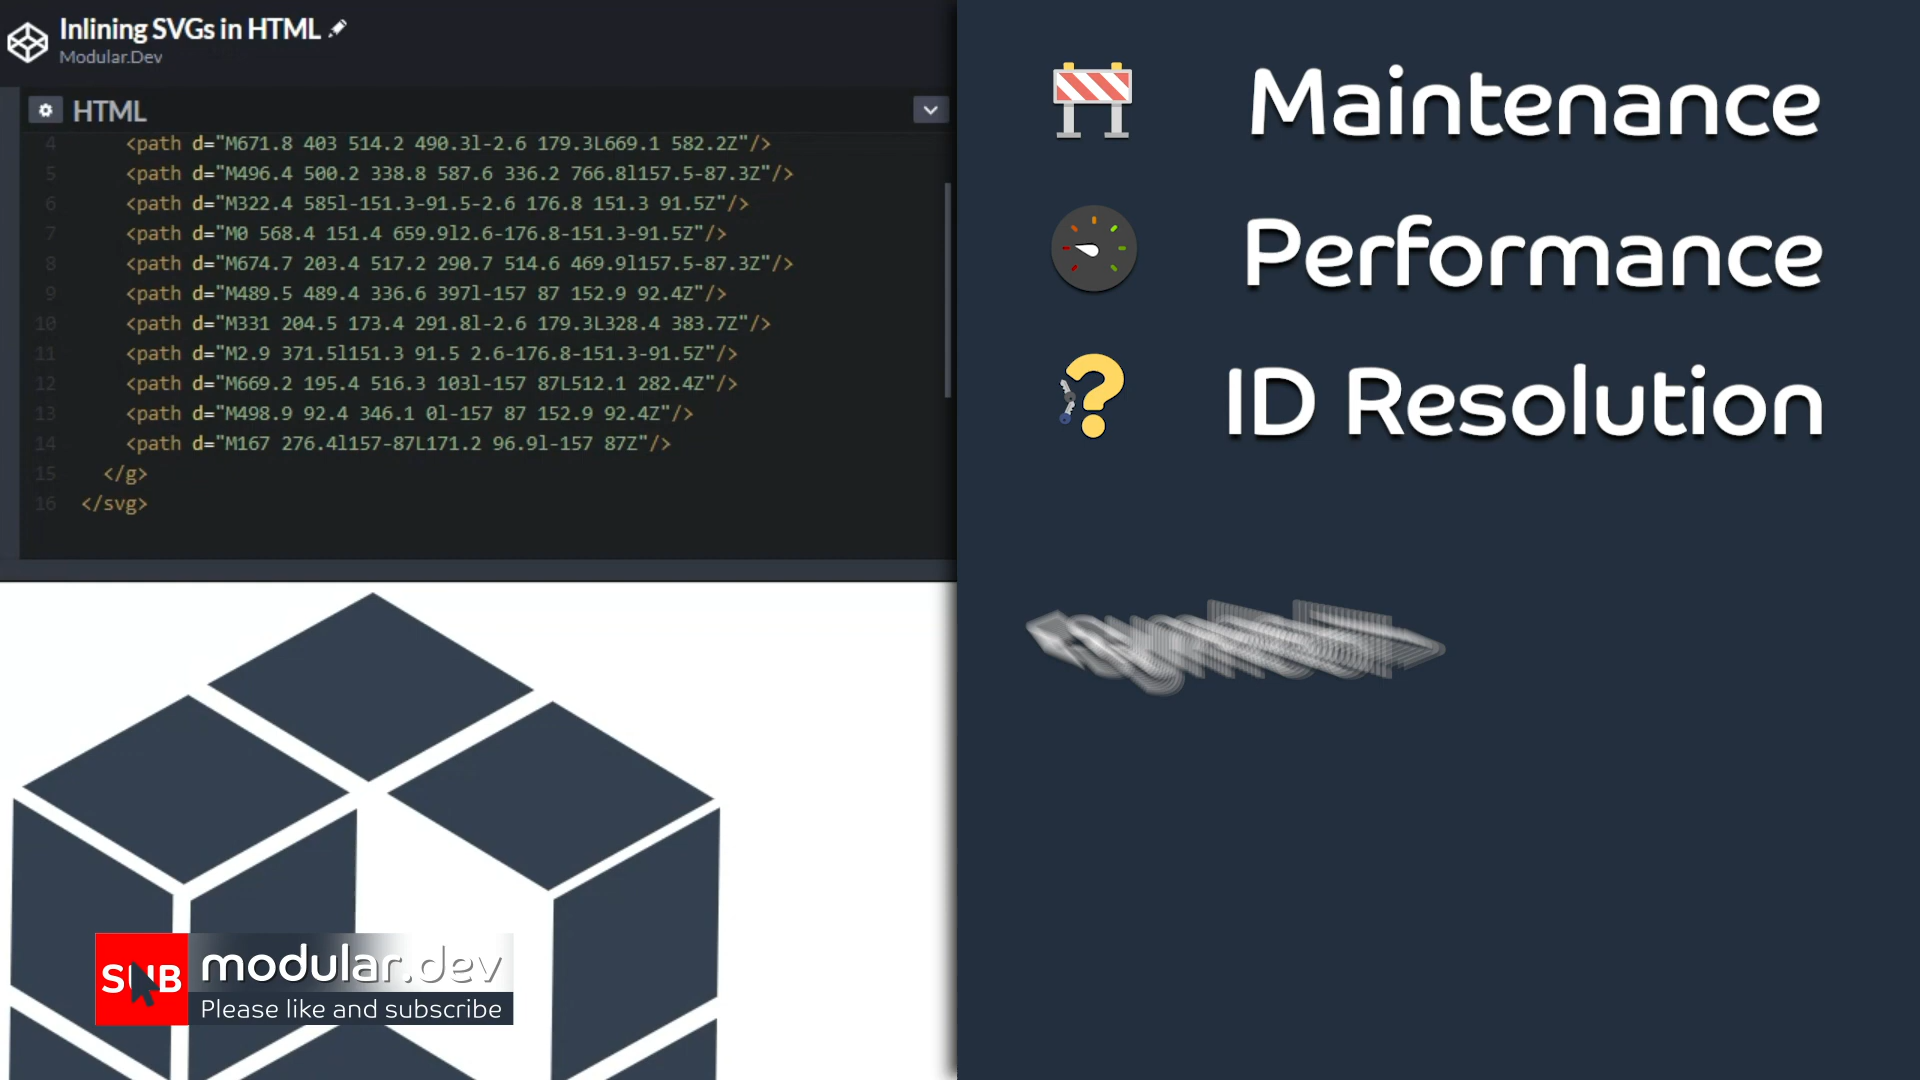 Inlining SVGs in HTML
Modular.Dev
HTML
4 <path d="M671.8 403 514.2 490.3l-2.6 179.3L669.1 582.2Z"/>
5 <path d="M496.4 500.2 338.8 587.6 336.2 766.8l157.5-87.3Z"/>
6 <path d="M322.4 585l-151.3-91.5-2.6 176.8 151.3 91.5Z"/>
7 <path d="M0 568.4 151.4 659.9l2.6-176.8-151.3-91.5Z"/>
8 <path d="M674.7 203.4 517.2 290.7 514.6 469.9l157.5-87.3Z"/>
9 <path d="M489.5 489.4 336.6 397l-157 87 152.9 92.4Z"/>
10 <path d="M331 204.5 173.4 291.8l-2.6 179.3L328.4 383.7Z"/>
11 <path d="M2.9 371.5l151.3 91.5 2.6-176.8-151.3-91.5Z"/>
12 <path d="M669.2 195.4 516.3 103l-157 87L512.1 282.4Z"/>
13 <path d="M498.9 92.4 346.1 0l-157 87 152.9 92.4Z"/>
14 <path d="M167 276.4l157-87L171.2 96.9l-157 87Z"/>
15 </g>
16 </svg>
SUB
modular.dev
Please like and subscribe
Maintenance
Performance
ID Resolution